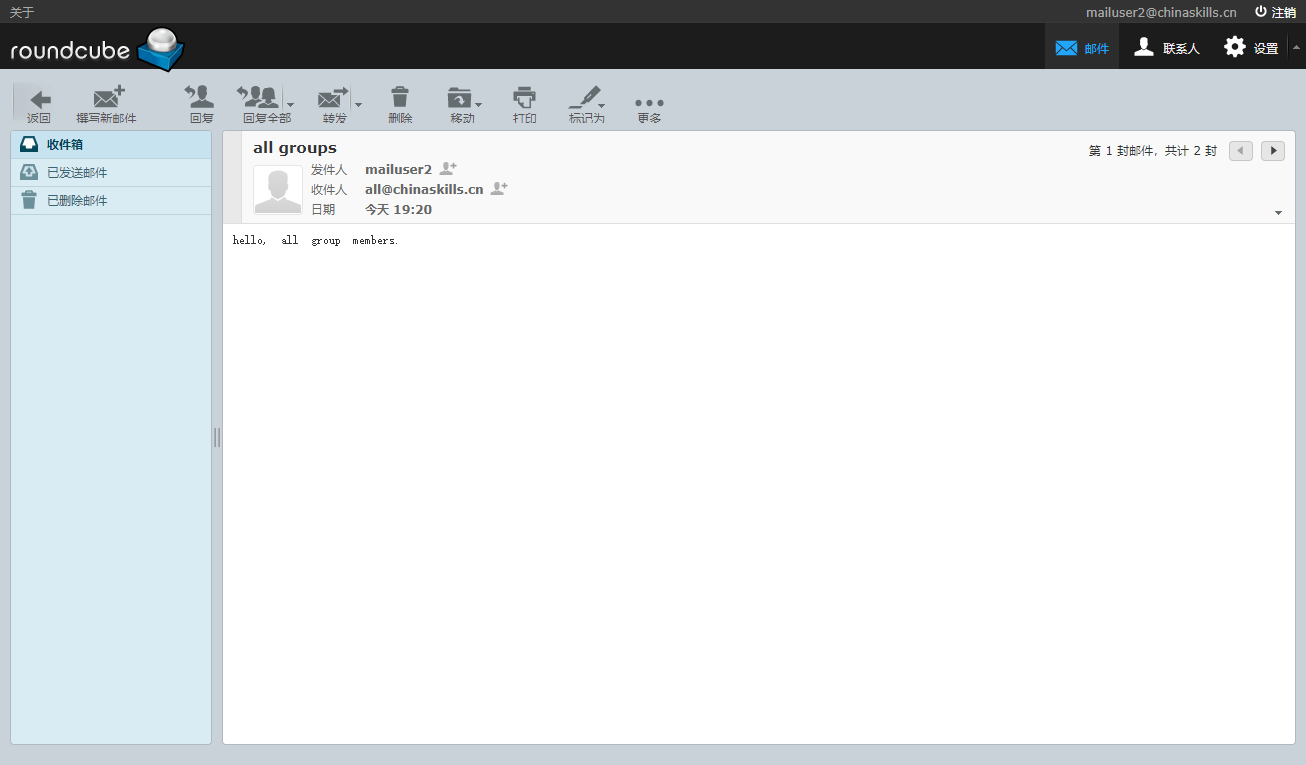 关于
mailuser2@chinaskills.cn 注销
roundcube
邮件 联系人 设置
返回 撰写新邮件 回复 回复全部 转发 删除 移动 打印 标记为 更多
收件箱
已发送邮件
已删除邮件
all groups
第 1 封邮件，共计 2 封
发件人 mailuser2
收件人 all@chinaskills.cn
日期 今天 19:20
hello, all group members.